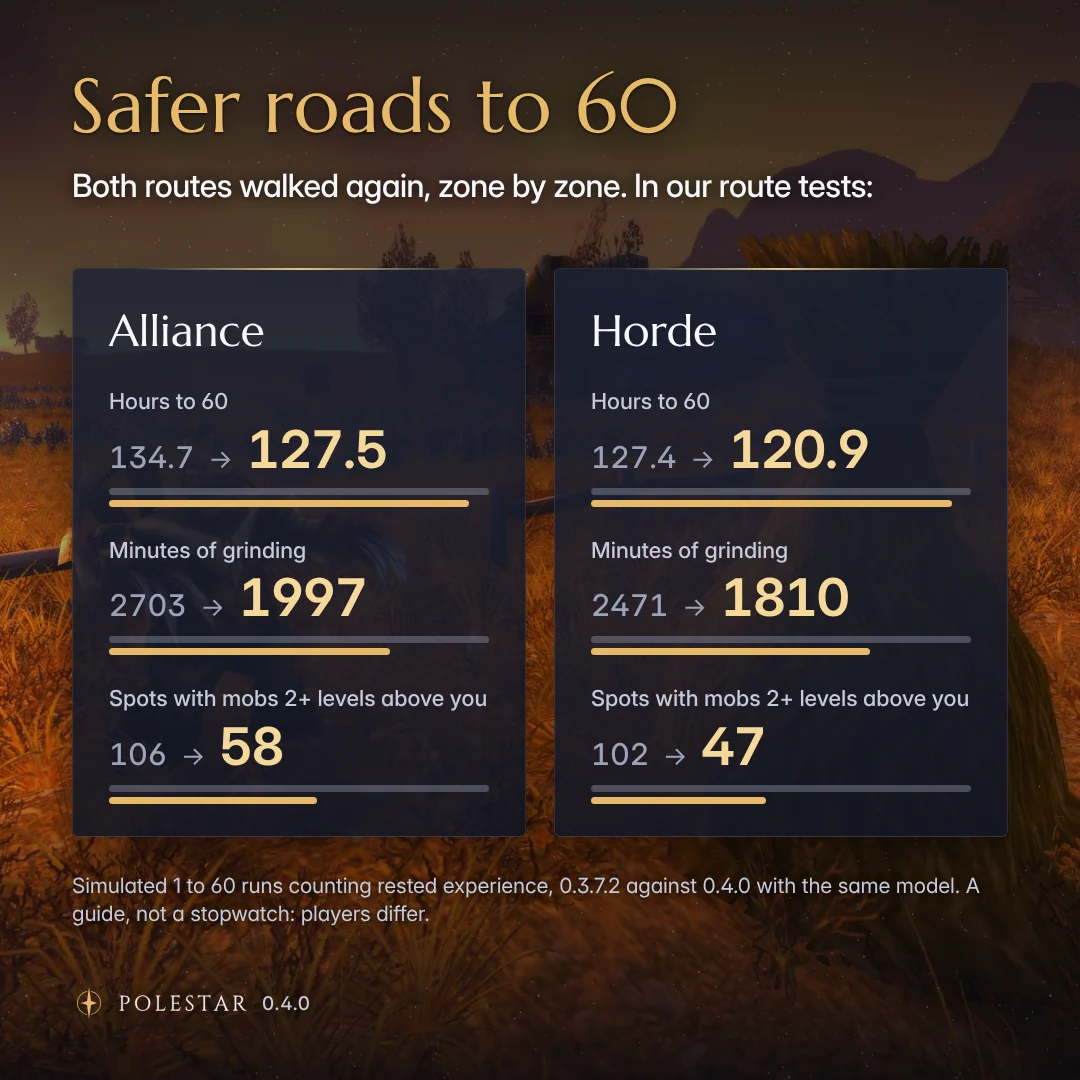 Safer roads to 60
Both routes walked again, zone by zone. In our route tests:
Alliance
Hours to 60
134.7 → 127.5
Minutes of grinding
2703 → 1997
Spots with mobs 2+ levels above you
106 → 58
Horde
Hours to 60
127.4 → 120.9
Minutes of grinding
2471 → 1810
Spots with mobs 2+ levels above you
102 → 47
Simulated 1 to 60 runs counting rested experience, 0.3.7.2 against 0.4.0 with the same model. A
guide, not a stopwatch: players differ.
POLESTAR 0.4.0